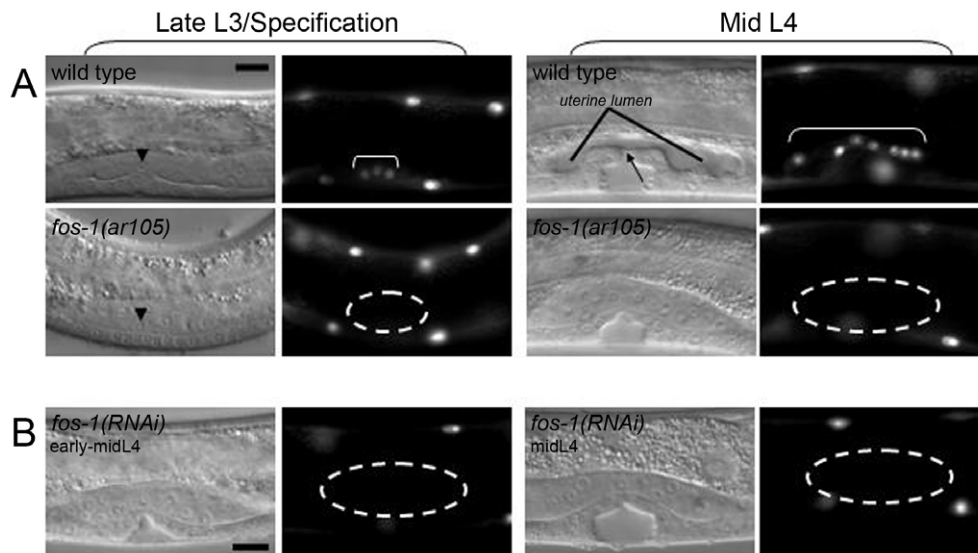 Late L3/Specification
Mid L4
A
wild type
wild type
uterine lumen
fos-1(ar105)
fos-1(ar105)
B
fos-1(RNAi)
early-midL4
fos-1(RNAi)
midL4